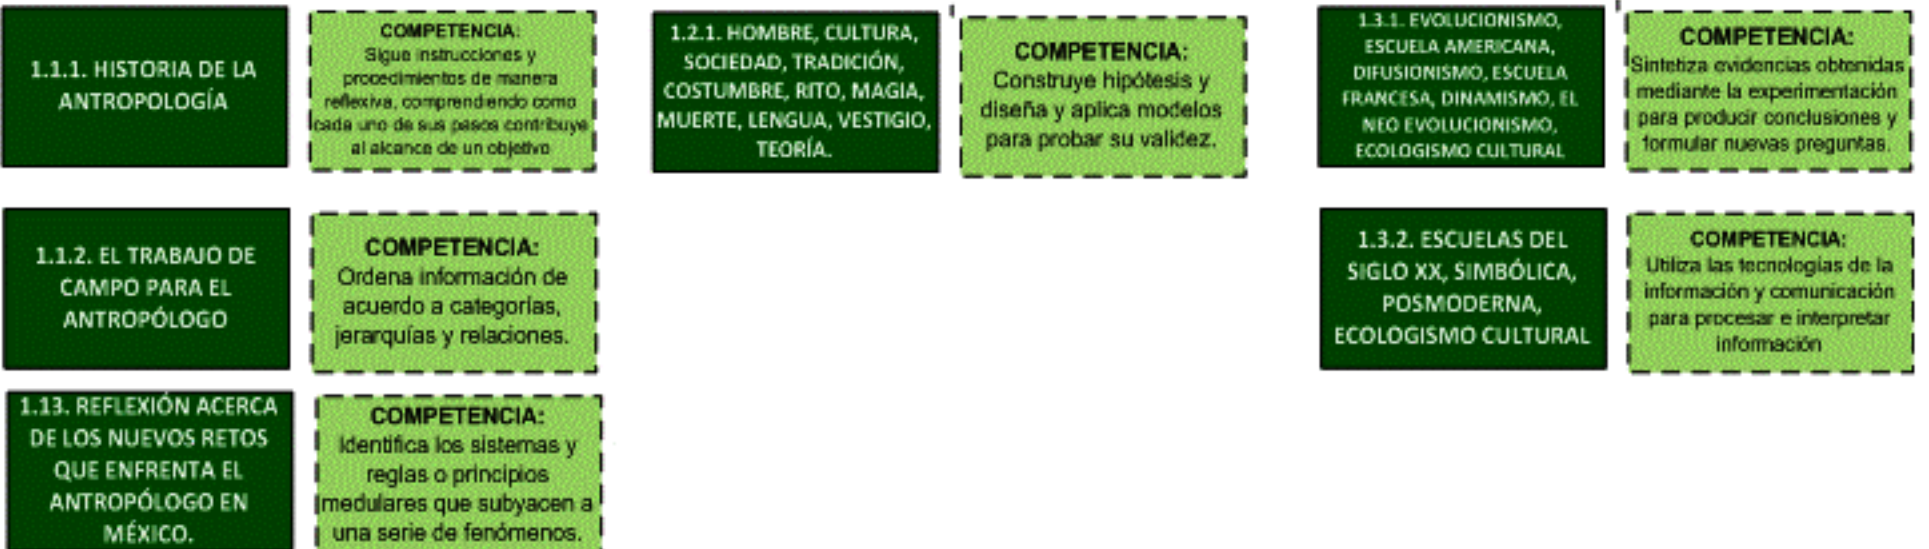 1.1.1. HISTORIA DE LA
ANTROPOLOGÍA
COMPETENCIA:
Sigue instrucciones y
procedimientos de manera
reflexiva, comprendiendo como
cada uno de sus pasos contribuye
al alcance de un objetivo
1.2.1. HOMBRE, CULTURA,
SOCIEDAD, TRADICIÓN,
COSTUMBRE, RITO, MAGIA,
MUERTE, LENGUA, VESTIGIO,
TEORÍA.
COMPETENCIA:
Construye hipótesis y
diseña y aplica modelos
para probar su validez.
1.3.1. EVOLUCIONISMO,
ESCUELA AMERICANA,
DIFUSIONISMO, ESCUELA
FRANCESA, DINAMISMO, EL
NEO EVOLUCIONISMO,
ECOLOGISMO CULTURAL
COMPETENCIA:
Sintetiza evidencias obtenidas
mediante la experimentación
para producir conclusiones y
formular nuevas preguntas.
1.1.2. EL TRABAJO DE
CAMPO PARA EL
ANTROPÓLOGO
COMPETENCIA:
Ordena información de
acuerdo a categorías,
jerarquías y relaciones.
1.3.2. ESCUELAS DEL
SIGLO XX, SIMBÓLICA,
POSMODERNA,
ECOLOGISMO CULTURAL
COMPETENCIA:
Utiliza las tecnologías de la
información y comunicación
para procesar e interpretar
información
1.13. REFLEXIÓN ACERCA
DE LOS NUEVOS RETOS
QUE ENFRENTA EL
ANTROPÓLOGO EN
MÉXICO.
COMPETENCIA:
Identifica los sistemas y
reglas o principios
medulares que subyacen a
una serie de fenómenos.